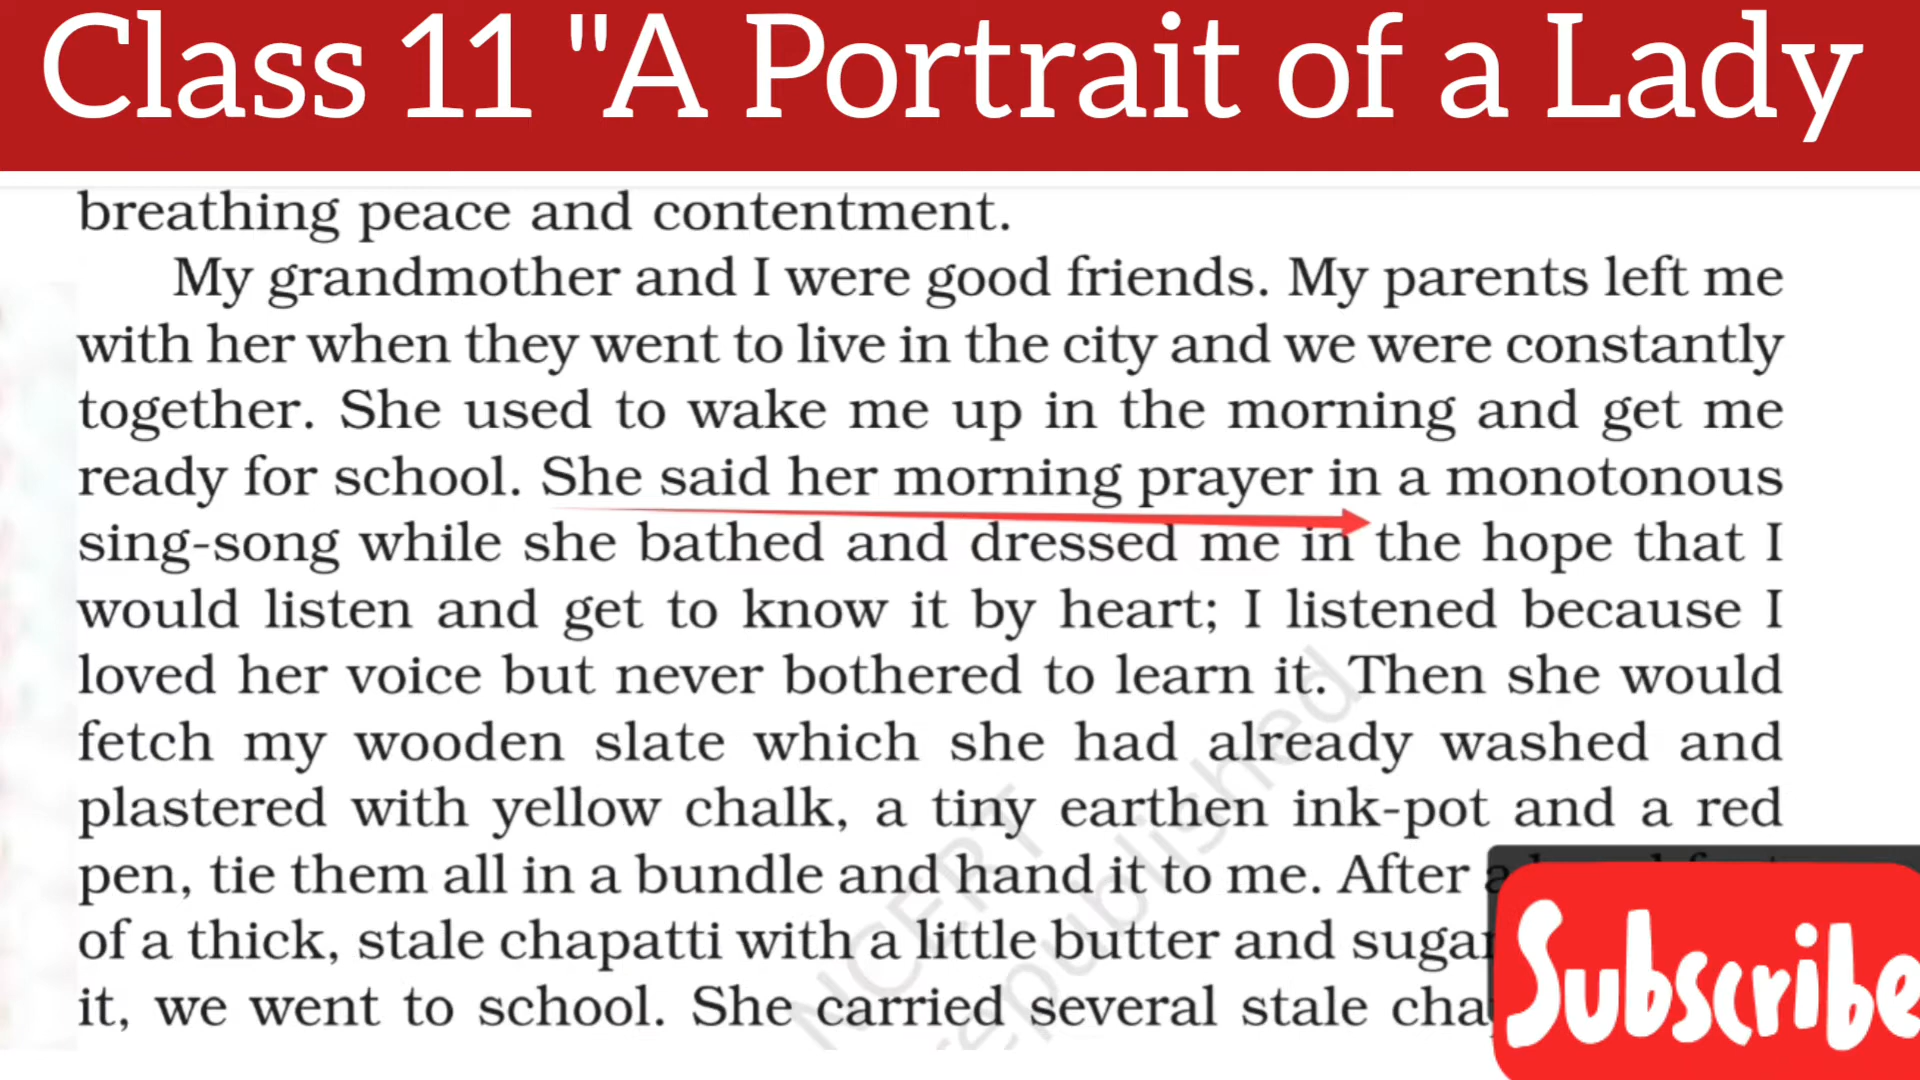 Class 11 "A Portrait of a Lady
breathing peace and contentment.
My grandmother and I were good friends. My parents left me
with her when they went to live in the city and we were constantly
together. She used to wake me up in the morning and get me
ready for school. She said her morning prayer in a monotonous
sing-song while she bathed and dressed me in the hope that I
would listen and get to know it by heart; I listened because I
loved her voice but never bothered to learn it. Then she would
fetch my wooden slate which she had already washed and
plastered with yellow chalk, a tiny earthen ink-pot and a red
pen, tie them all in a bundle and hand it to me. After
of a thick, stale chapatti with a little butter and sugar
it, we went to school. She carried several stale
Subscribe
NCERT
republished